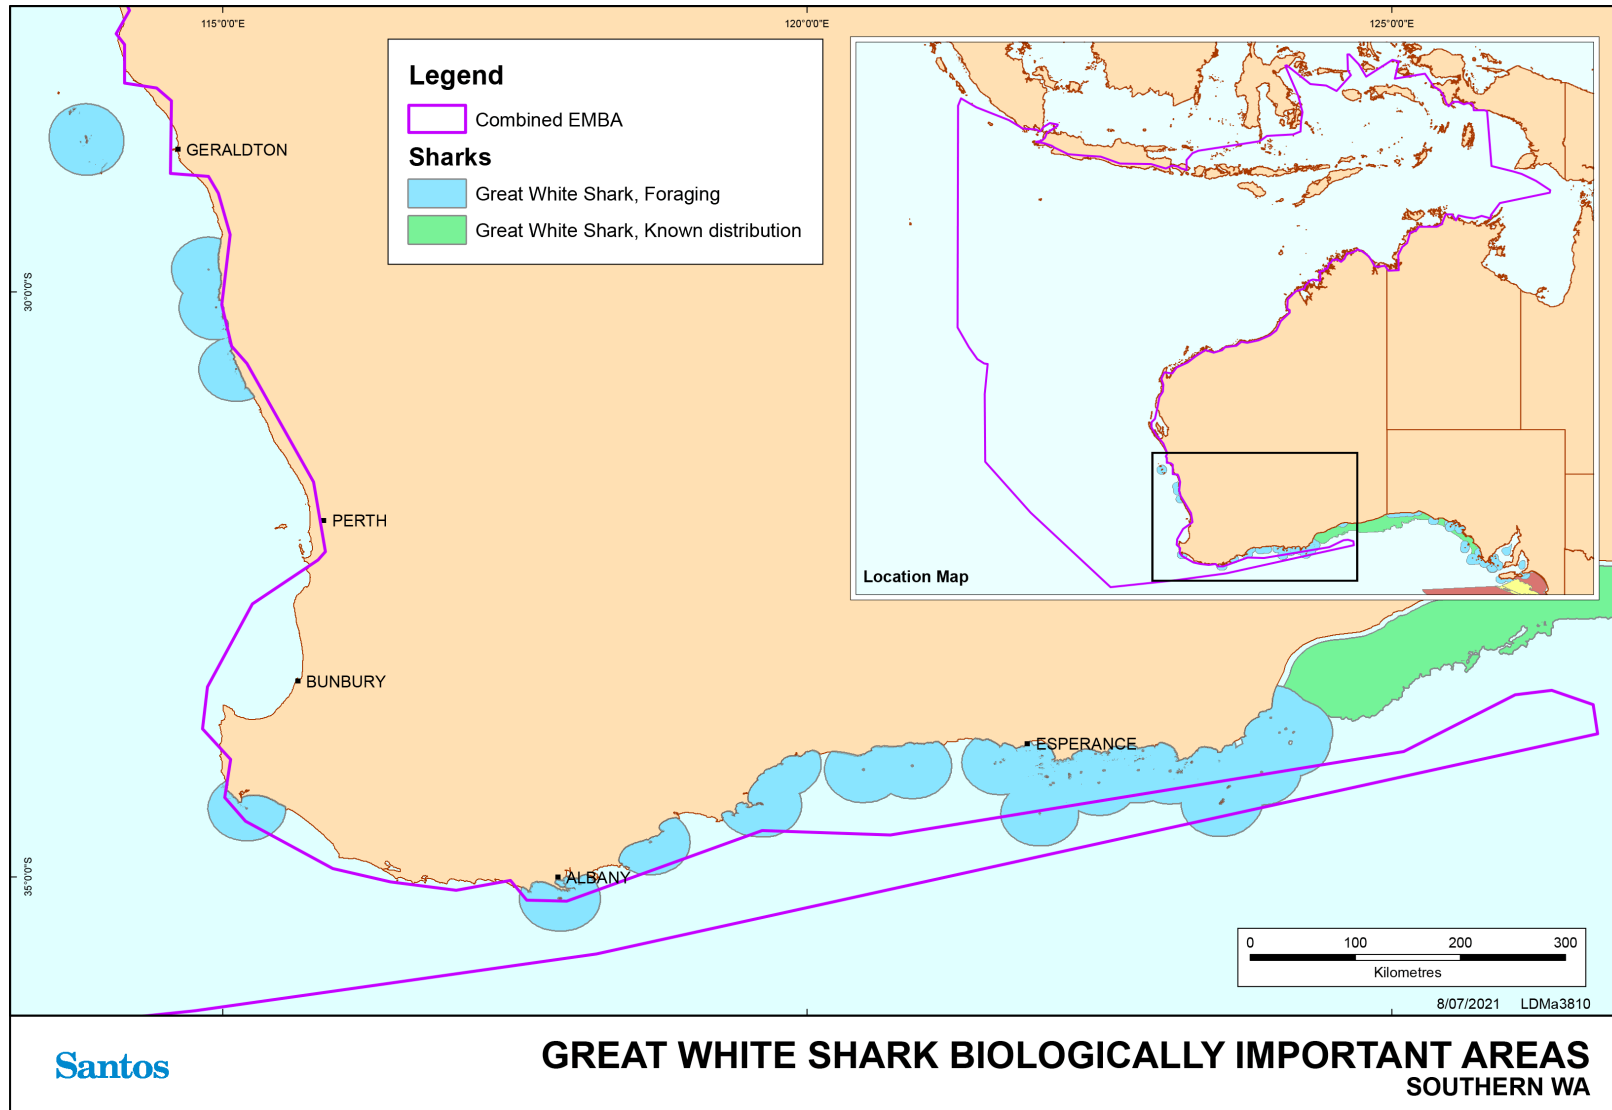 115°0'0"E
120°0'0"E
125°0'0"E
30°0'0"S
35°0'0"S
Legend
Combined EMBA
Sharks
Great White Shark, Foraging
Great White Shark, Known distribution
GERALDTON
PERTH
BUNBURY
ALBANY
ESPERANCE
Location Map
0 100 200 300
Kilometres
8/07/2021 LDMa3810
Santos
GREAT WHITE SHARK BIOLOGICALLY IMPORTANT AREAS
SOUTHERN WA